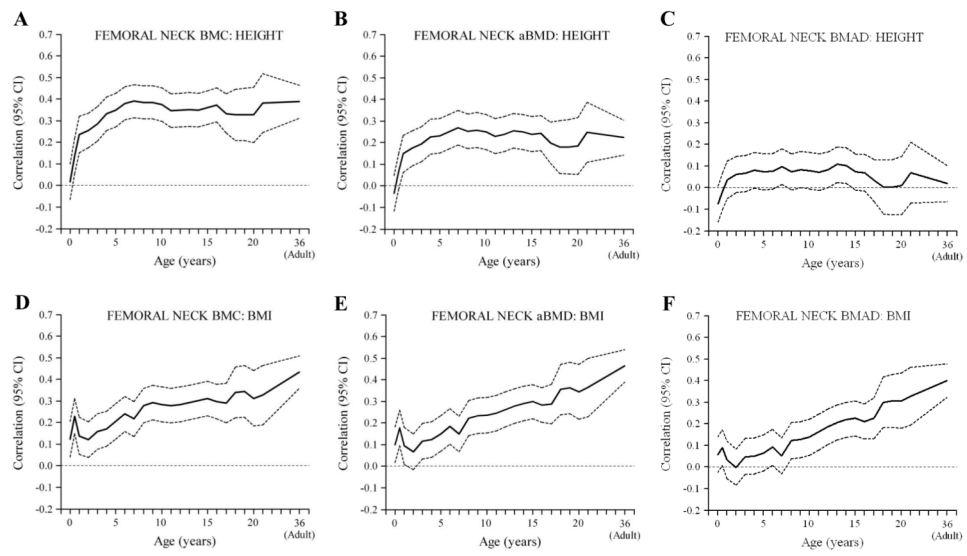 A
FEMORAL NECK BMC: HEIGHT
Correlation (95% CI)
0.7
0.6
0.5
0.4
0.3
0.2
0.1
0.0
-0.1
-0.2
0 5 10 15 20 36
(Adult)
Age (years)
B
FEMORAL NECK aBMD: HEIGHT
Correlation (95% CI)
0.7
0.6
0.5
0.4
0.3
0.2
0.1
0.0
-0.1
-0.2
0 5 10 15 20 36
(Adult)
Age (years)
C
FEMORAL NECK BMAD: HEIGHT
Correlation (95% CI)
0.7
0.6
0.5
0.4
0.3
0.2
0.1
0.0
-0.1
-0.2
0 5 10 15 20 36
(Adult)
Age (years)
D
FEMORAL NECK BMC: BMI
Correlation (95% CI)
0.7
0.6
0.5
0.4
0.3
0.2
0.1
0.0
0.1
0.2
0 5 10 15 20 36
(Adult)
Age (years)
E
FEMORAL NECK aBMD: BMI
Correlation (95% CI)
0.7
0.6
0.5
0.4
0.3
0.2
0.1
0.0
0.1
0.2
0 5 10 15 20 36
(Adult)
Age (years)
F
FEMORAL NECK BMAD: BMI
Correlation (95% CI)
0.7
0.6
0.5
0.4
0.3
0.2
0.1
0.0
0.1
0.2
0 5 10 15 20 36
(Adult)
Age (years)